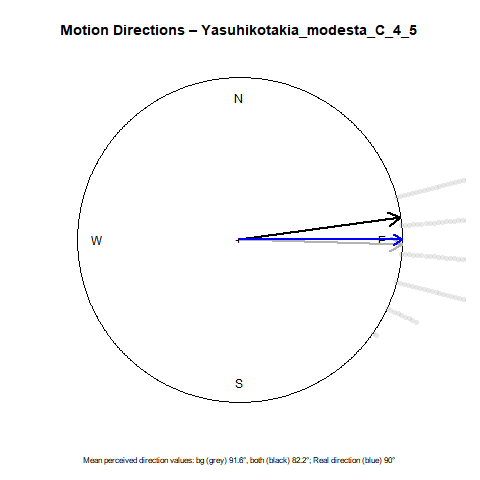 Motion Directions – Yasuhikotakia_modesta_C_4_5
N
W
E
S
Mean perceived direction values: bg (grey) 91.6°, both (black) 82.2°; Real direction (blue) 90°